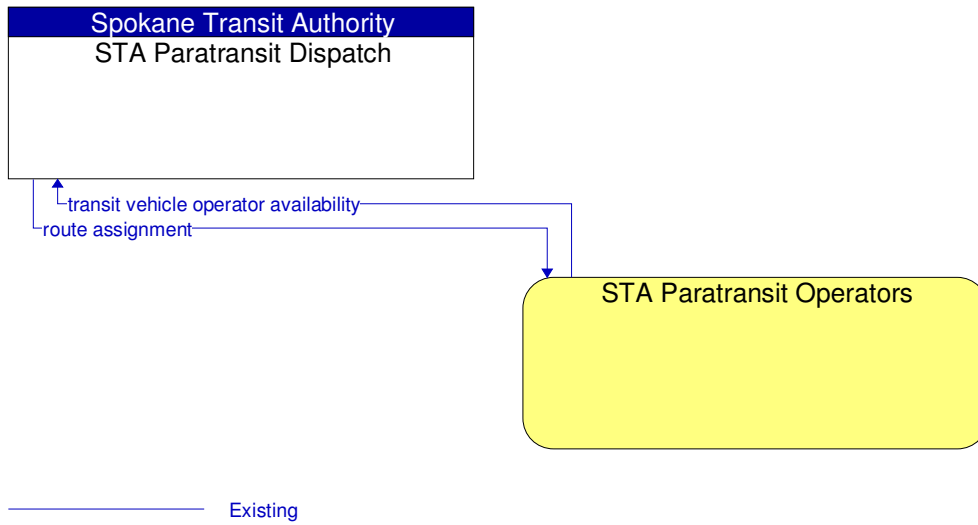 Spokane Transit Authority
STA Paratransit Dispatch
transit vehicle operator availability
route assignment
STA Paratransit Operators
Existing